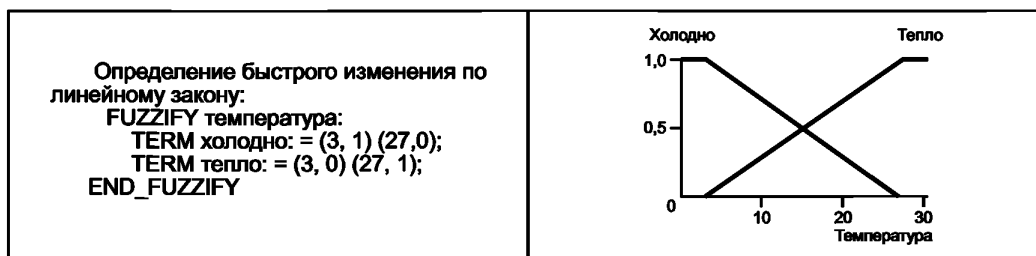 Определение быстрого изменения по
линейному закону:
FUZZIFY температура:
TERM холодно: = (3, 1) (27,0);
TERM тепло: = (3, 0) (27, 1);
END_FUZZIFY
Холодно
Тепло
1,0
0,5
0
10
20
30
Température